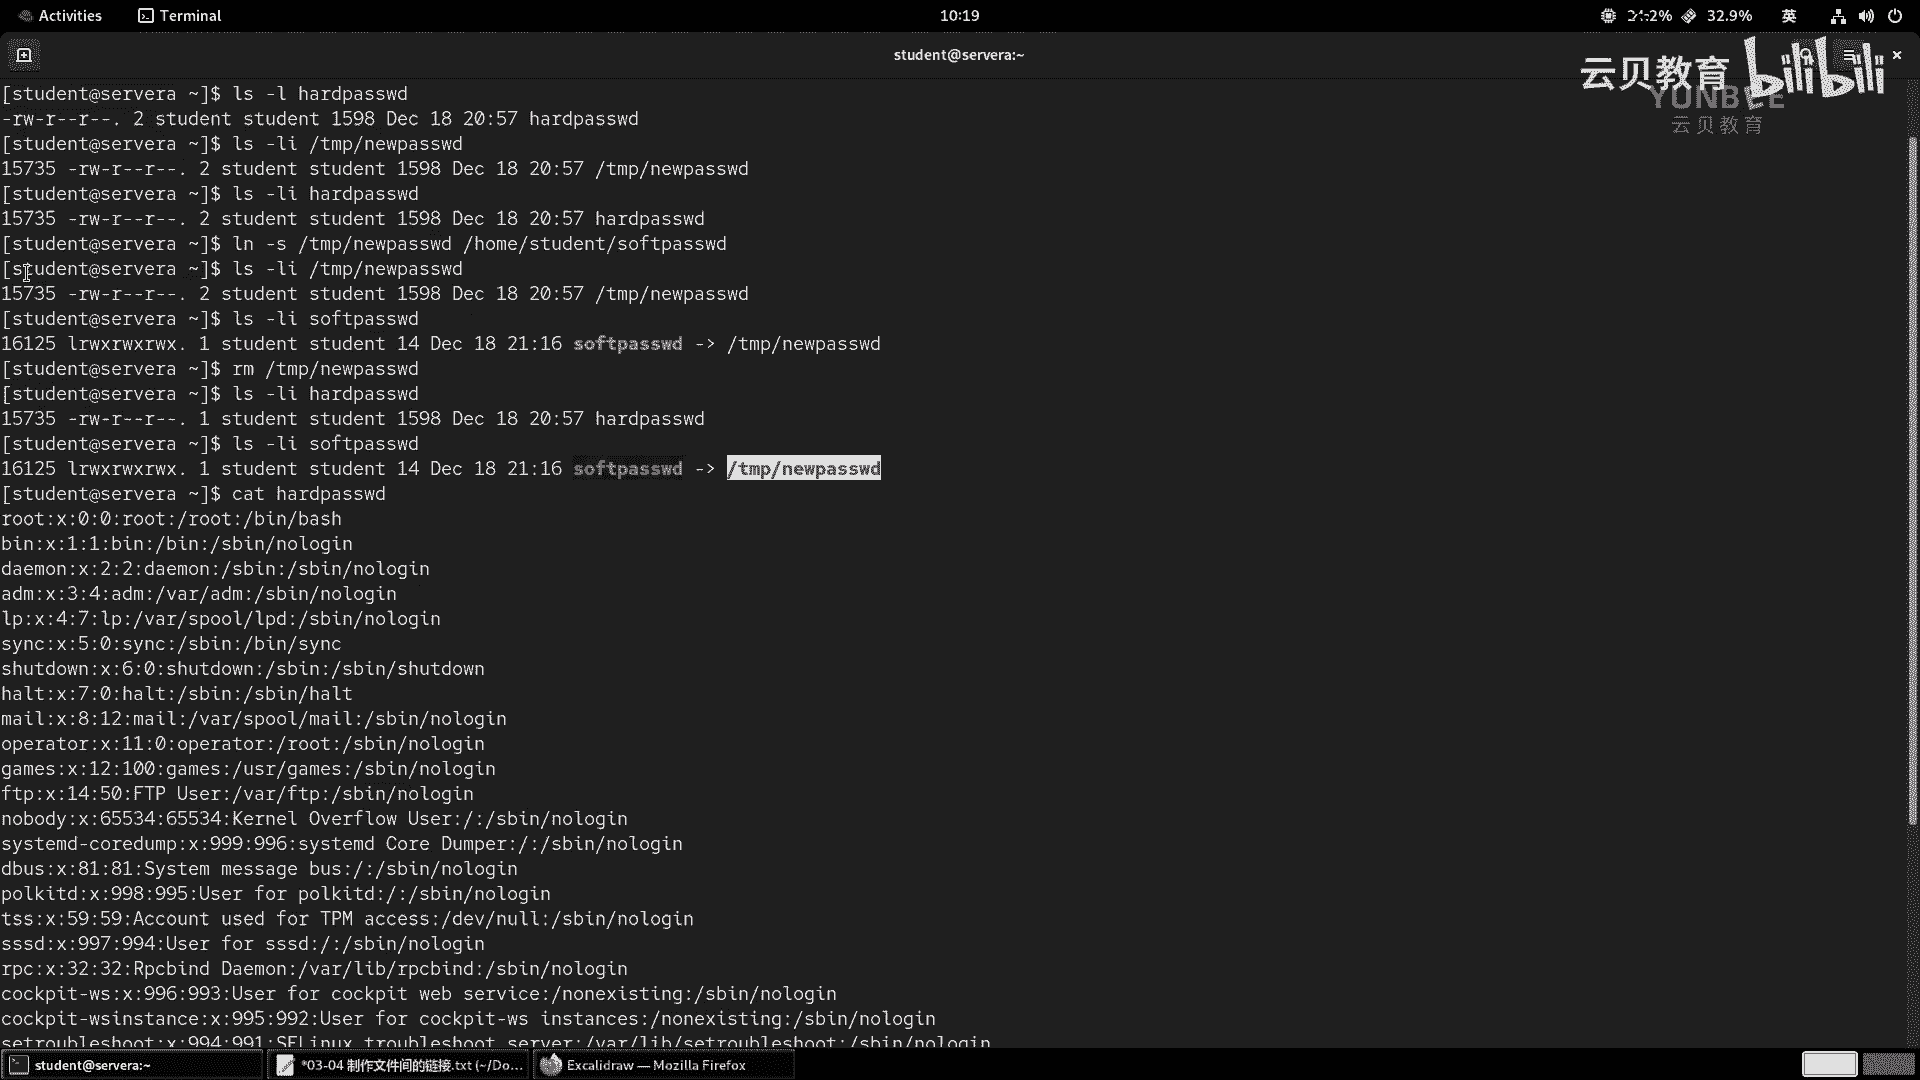 Activities
Terminal
10:19
32.9%
英
student@servera:~
云贝教育 bilibili
YUNBEE
云贝教育
[student@servera ~]$ ls -l hardpasswd
-rw-r--r--. 2 student student 1598 Dec 18 20:57 hardpasswd
[student@servera ~]$ ls -li /tmp/newpasswd
15735 -rw-r--r--. 2 student student 1598 Dec 18 20:57 /tmp/newpasswd
[student@servera ~]$ ls -li hardpasswd
15735 -rw-r--r--. 2 student student 1598 Dec 18 20:57 hardpasswd
[student@servera ~]$ ln -s /tmp/newpasswd /home/student/softpasswd
[student@servera ~]$ ls -li /tmp/newpasswd
15735 -rw-r--r--. 2 student student 1598 Dec 18 20:57 /tmp/newpasswd
[student@servera ~]$ ls -li softpasswd
16125 lrwxrwxrwx. 1 student student 14 Dec 18 21:16 softpasswd -> /tmp/newpasswd
[student@servera ~]$ rm /tmp/newpasswd
[student@servera ~]$ ls -li hardpasswd
15735 -rw-r--r--. 1 student student 1598 Dec 18 20:57 hardpasswd
[student@servera ~]$ ls -li softpasswd
16125 lrwxrwxrwx. 1 student student 14 Dec 18 21:16 softpasswd -> /tmp/newpasswd
[student@servera ~]$ cat hardpasswd
root:x:0:0:root:/root:/bin/bash
bin:x:1:1:bin:/bin:/sbin/nologin
daemon:x:2:2:daemon:/sbin:/sbin/nologin
adm:x:3:4:adm:/var/adm:/sbin/nologin
lp:x:4:7:lp:/var/spool/lpd:/sbin/nologin
sync:x:5:0:sync:/sbin:/bin/sync
shutdown:x:6:0:shutdown:/sbin:/sbin/shutdown
halt:x:7:0:halt:/sbin:/sbin/halt
mail:x:8:12:mail:/var/spool/mail:/sbin/nologin
operator:x:11:0:operator:/root:/sbin/nologin
games:x:12:100:games:/usr/games:/sbin/nologin
ftp:x:14:50:FTP User:/var/ftp:/sbin/nologin
nobody:x:65534:65534:Kernel Overflow User:/:/sbin/nologin
systemd-coredump:x:999:996:systemd Core Dumper:/:/sbin/nologin
dbus:x:81:81:System message bus:/:/sbin/nologin
polkitd:x:998:995:User for polkitd:/:/sbin/nologin
tss:x:59:59:Account used for TPM access:/dev/null:/sbin/nologin
sssd:x:997:994:User for sssd:/:/sbin/nologin
rpc:x:32:32:Rpcbind Daemon:/var/lib/rpcbind:/sbin/nologin
cockpit-ws:x:996:993:User for cockpit web service:/nonexisting:/sbin/nologin
cockpit-wsinstance:x:995:992:User for cockpit-ws instances:/nonexisting:/sbin/nologin
setroubleshoot:x:994:991:SELinux troubleshoot server:/var/lib/setroubleshoot:/sbin/nologin
student@servera:~
*03-04 制作文件间的链接.txt (~/Do...
Excalidraw — Mozilla Firefox